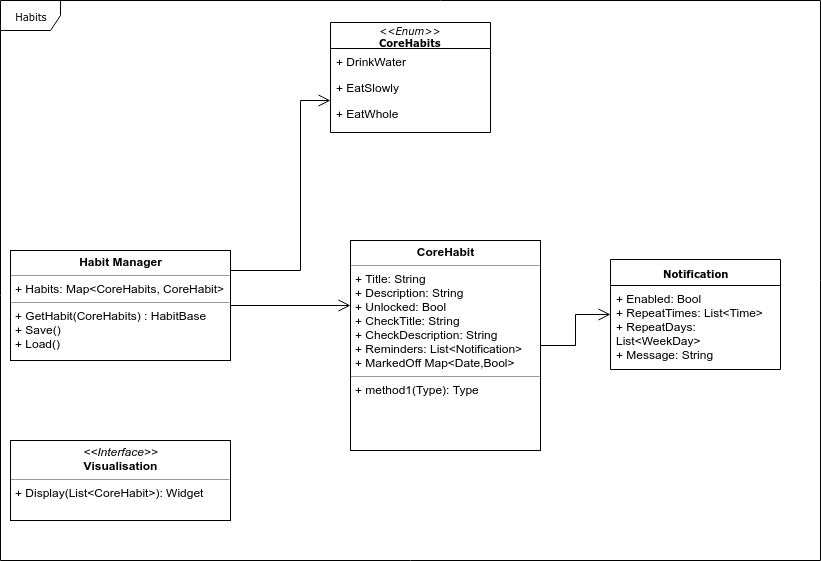 Habits
<<Enum>>
CoreHabits
+ DrinkWater
+ EatSlowly
+ EatWhole
Habit Manager
+ Habits: Map<CoreHabits, CoreHabit>
+ GetHabit(CoreHabits) : HabitBase
+ Save()
+ Load()
CoreHabit
+ Title: String
+ Description: String
+ Unlocked: Bool
+ CheckTitle: String
+ CheckDescription: String
+ Reminders: List<Notification>
+ MarkedOff Map<Date,Bool>
+ method1(Type): Type
Notification
+ Enabled: Bool
+ RepeatTimes: List<Time>
+ RepeatDays:
List<WeekDay>
+ Message: String
<<Interface>>
Visualisation
+ Display(List<CoreHabit>): Widget